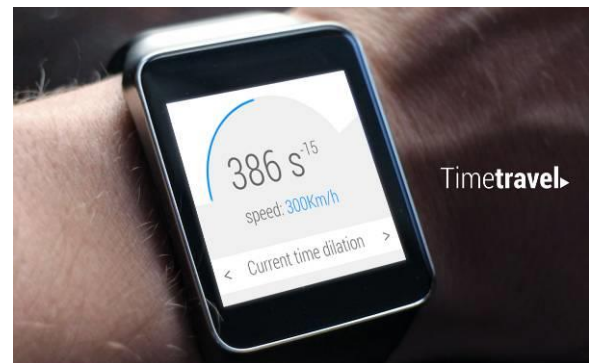 386 s-15
speed: 300Km/h
< Current time dilation >
Timetravel